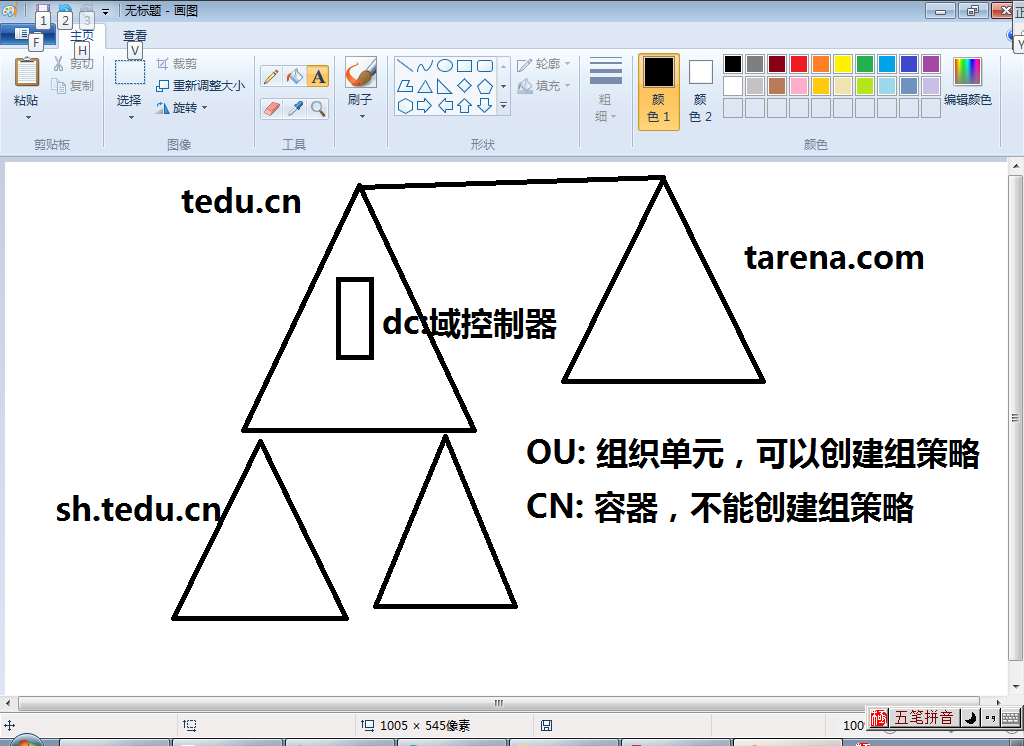 无标题 - 画图
1 2 3
F
主页
查看
H
V
Y
正
粘贴
剪切
复制
选择
裁剪
重新调整大小
旋转
A
刷子
轮廓
填充
粗细
颜色 1
颜色 2
编辑颜色
剪贴板
图像
工具
形状
颜色
tedu.cn
tarena.com
dc:域控制器
OU: 组织单元，可以创建组策略
CN: 容器，不能创建组策略
sh.tedu.cn
1005 × 545像素
100
五笔拼音